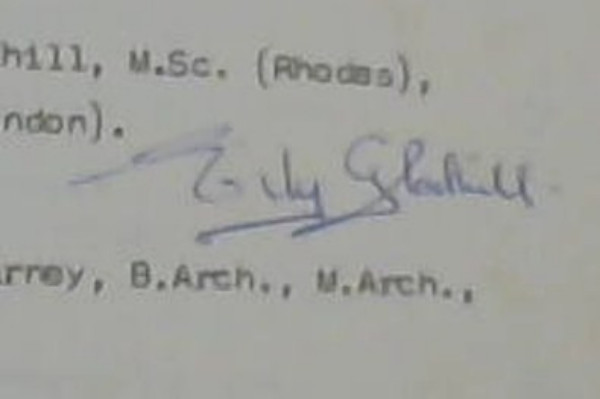 hill, M.Sc. (Rhodes),
ndon).
rrey, B.Arch., M.Arch.,